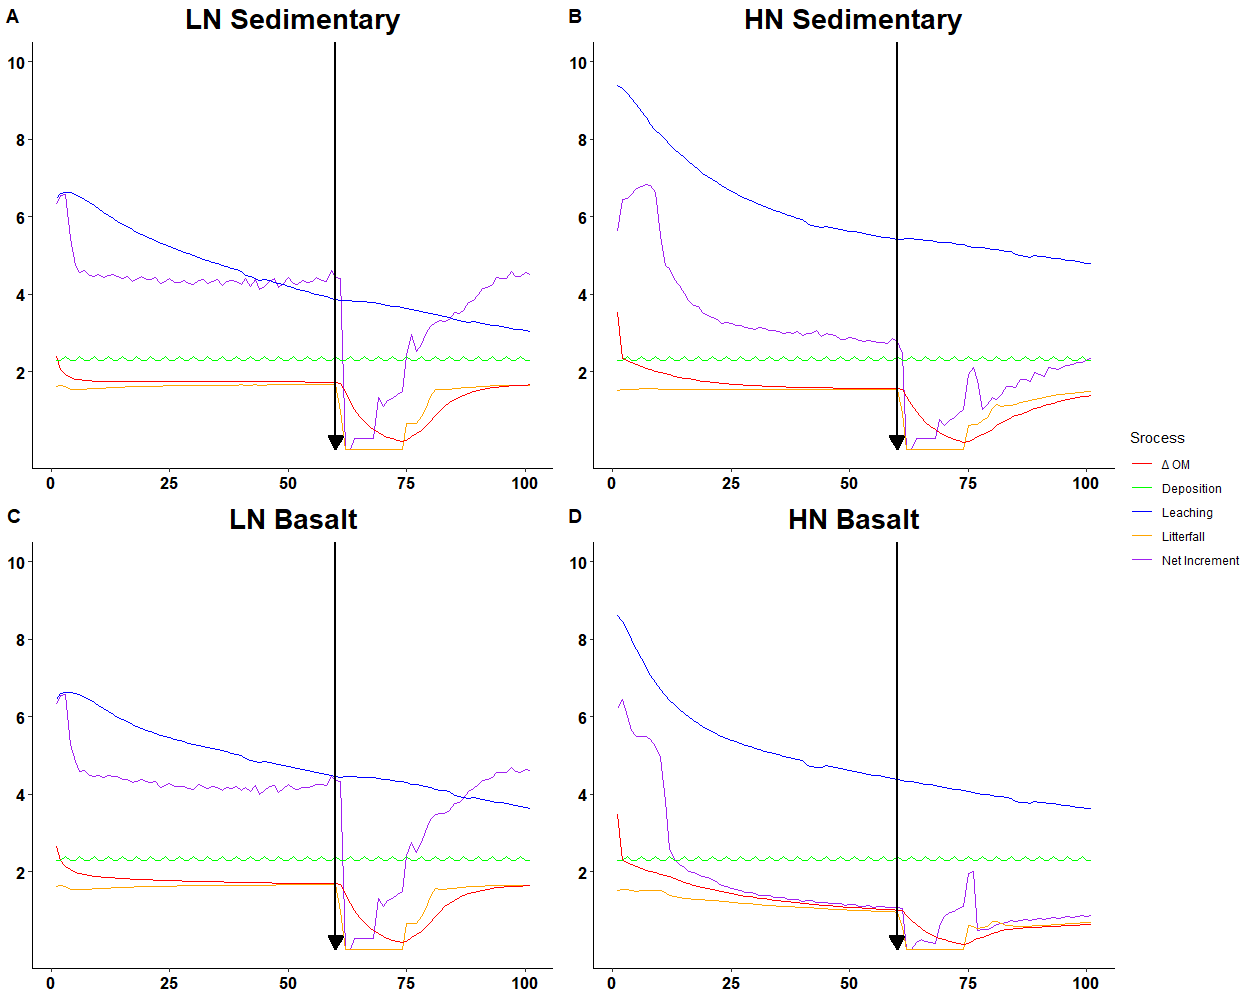 A LN Sedimentary
10
8
6
4
2
0 25 50 75 100
B HN Sedimentary
10
8
6
4
2
0 25 50 75 100
C LN Basalt
10
8
6
4
2
0 25 50 75 100
D HN Basalt
10
8
6
4
2
0 25 50 75 100
Srocess
Δ OM
Deposition
Leaching
Litterfall
Net Increment